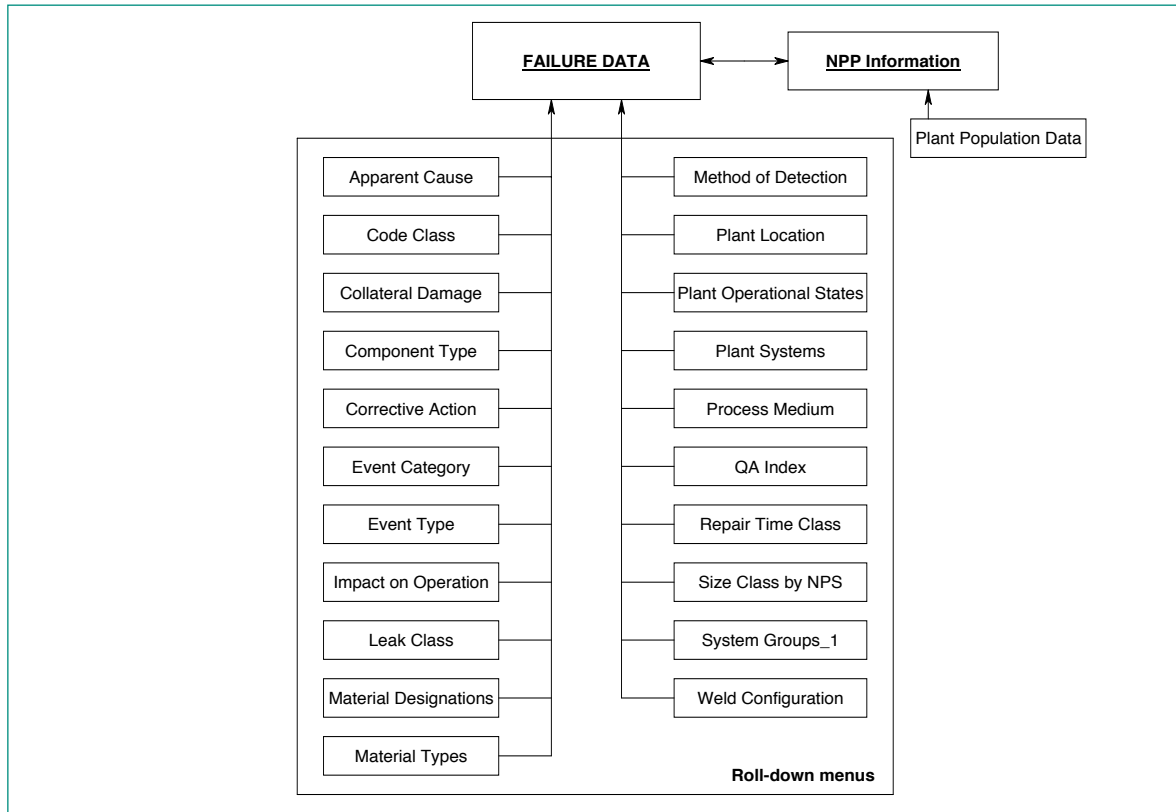 FAILURE DATA
NPP Information
Plant Population Data
Apparent Cause
Code Class
Collateral Damage
Component Type
Corrective Action
Event Category
Event Type
Impact on Operation
Leak Class
Material Designations
Material Types
Method of Detection
Plant Location
Plant Operational States
Plant Systems
Process Medium
QA Index
Repair Time Class
Size Class by NPS
System Groups_1
Weld Configuration
Roll-down menus